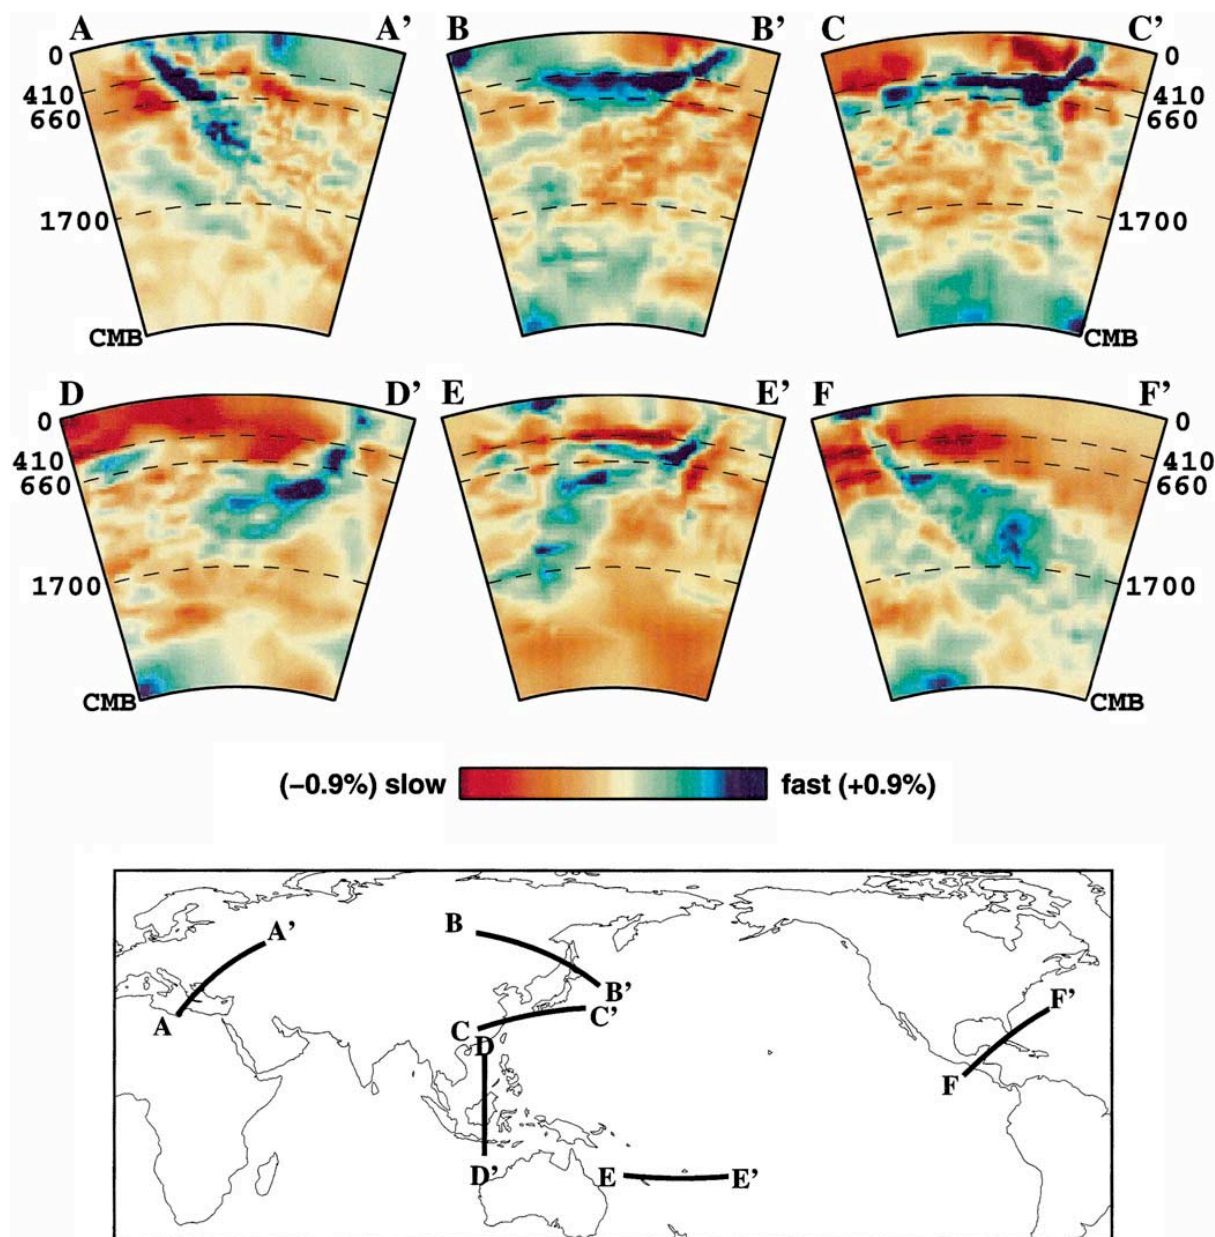 A A’ B B’ C C’
0 0
410 410
660 660
1700 1700
CMB CMB
D D’ E E’ F F’
0 0
410 410
660 660
1700 1700
CMB CMB
(−0.9%) slow fast (+0.9%)
A’ B
B’
A C C’ F’
D
F
D’ E E’